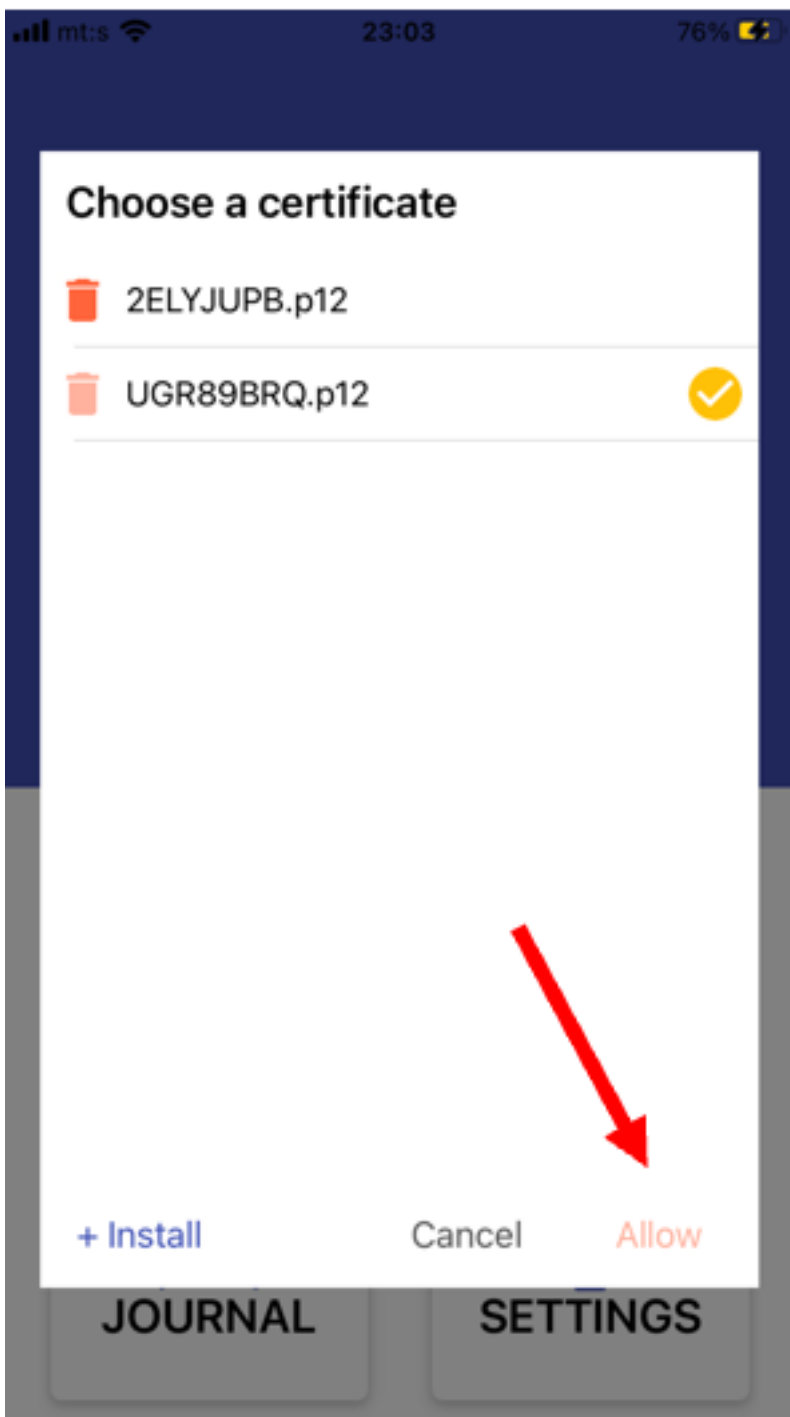 mt:s 23:03 76%
Choose a certificate
2ELYJUPB.p12
UGR89BRQ.p12
+ Install Cancel Allow
JOURNAL SETTINGS